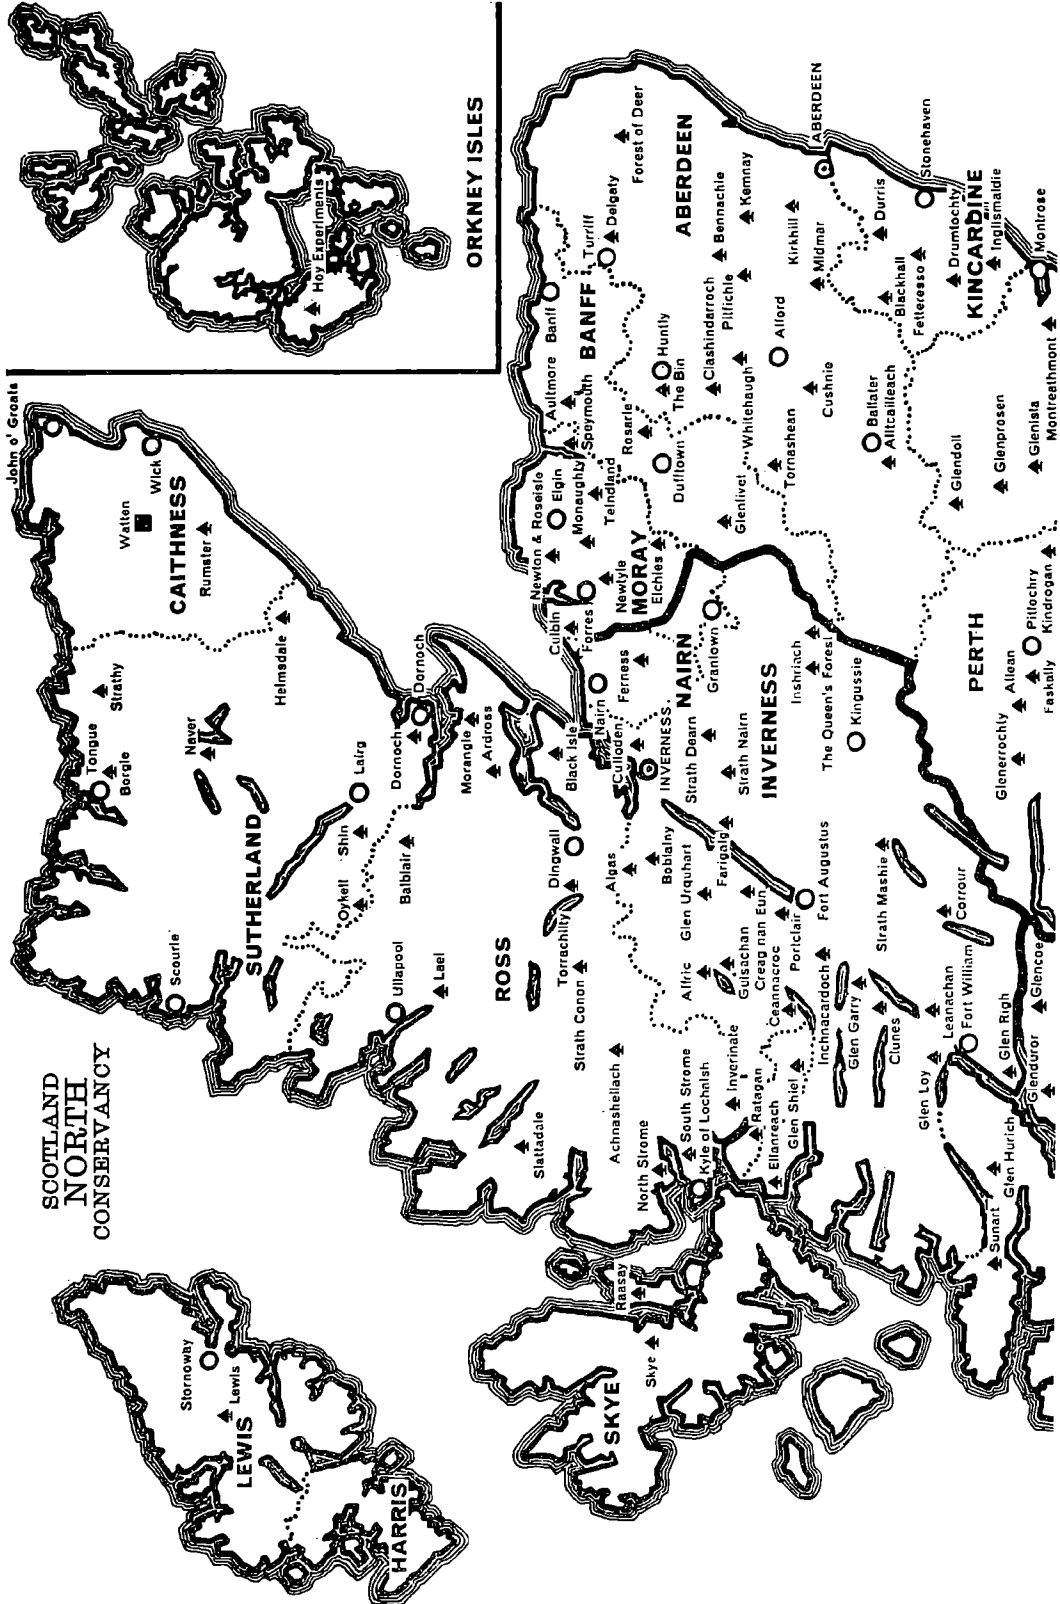 SCOTLAND
NORTH
CONSERVANCY
ORKNEY ISLES
Hoy Experiments
John o' Groats
Wick
Watten
CAITHNESS
Rumster
Strathy
Tongue
Borgie
Naver
Helmsdale
SUTHERLAND
Scourie
Lairg
Shin
Oykell
Dornoch
Dornoch
Balblair
Morangie
Ardross
Ullapool
Lael
ROSS
Black Isle
Dingwall
Torrachilty
Strath Conon
Slattadale
Achnashellach
North Strome
South Strome
Kyle of Lochalsh
Stornoway
Lewis
LEWIS
HARRIS
SKYE
Skye
Raasay
Inverinate
Ratagan
Eilanreach
Glen Shiel
Nairn
Culloden
INVERNESS
Ferness
NAIRN
Strath Dearn
Strath Nairn
INVERNESS
Grantown
Inshriach
The Queen's Forest
Kingussie
Algas
Boblainy
Glen Urquhart
Farigaig
Affric
Guisachan
Creag nan Eun
Ceannacroc
Portclair
Fort Augustus
Inchnacardoch
Glen Garry
Clunes
Strath Mashie
Corrour
Leanachan
Fort William
Glen Loy
Glen Righ
Glencoe
Glenduror
Glen Hurich
Sunart
Culbin
Forres
Newton & Roseisle
Elgin
Monaughty
Teindland
Newtyle
MORAY
Elchies
Speymouth
Aultmore
Banff
BANFF
Turriff
Delgaty
Forest of Deer
ABERDEEN
Rosarie
Dufftown
Huntly
The Bin
Clashindarroch
Pitfichie
Bennachie
Kemnay
Whitehaugh
Glenlivet
Tornashean
Alford
Cushnie
Kirkhill
Midmar
ABERDEEN
Durris
Stonehaven
Blackhall
Fetteresso
Drumtochty
KINCARDINE
Inglismaldie
Montrose
Ballater
Alltcailleach
Glendoll
Glenprosen
Glenisla
Montreathmont
PERTH
Pitlochry
Kindrogan
Allean
Faskally
Glenerrochty